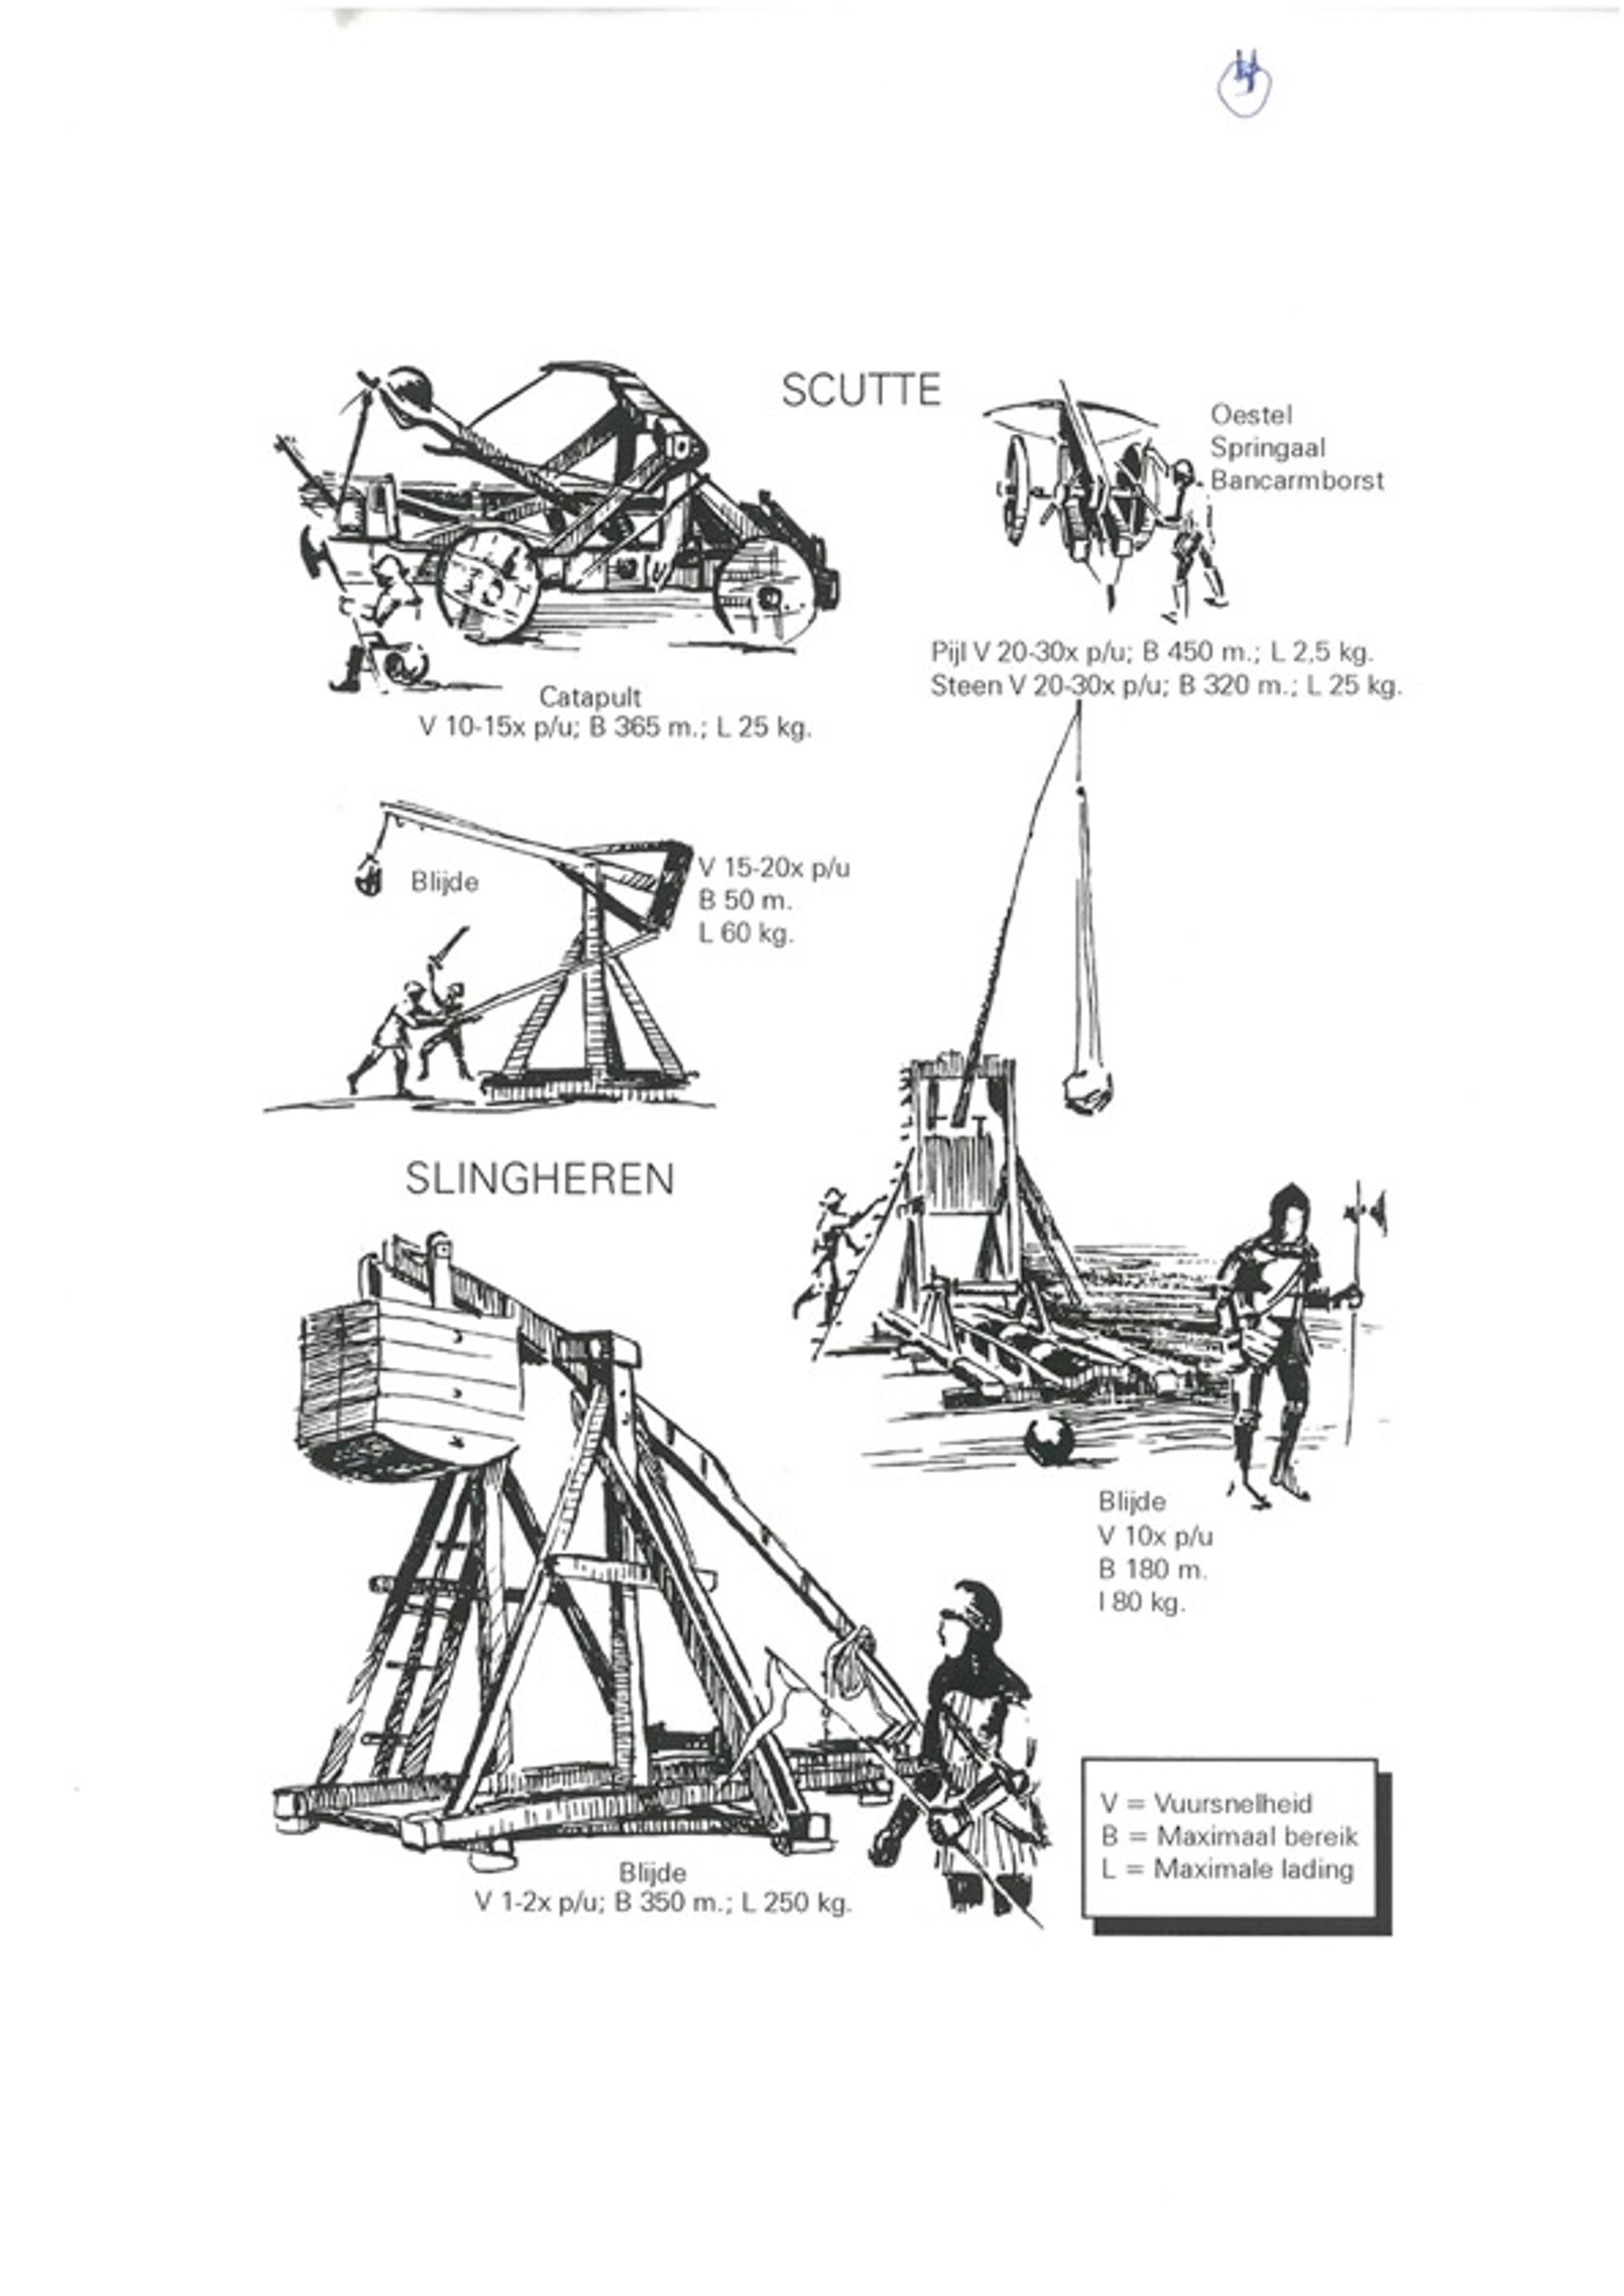 4
SCUTTE
Oestel
Springaal
Bancarmborst
Pijl V 20-30x p/u; B 450 m.; L 2,5 kg.
Steen V 20-30x p/u; B 320 m.; L 25 kg.
Catapult
V 10-15x p/u; B 365 m.; L 25 kg.
Blijde
V 15-20x p/u
B 50 m.
L 60 kg.
SLINGHEREN
Blijde
V 10x p/u
B 180 m.
l 80 kg.
Blijde
V 1-2x p/u; B 350 m.; L 250 kg.
V = Vuursnelheid
B = Maximaal bereik
L = Maximale lading